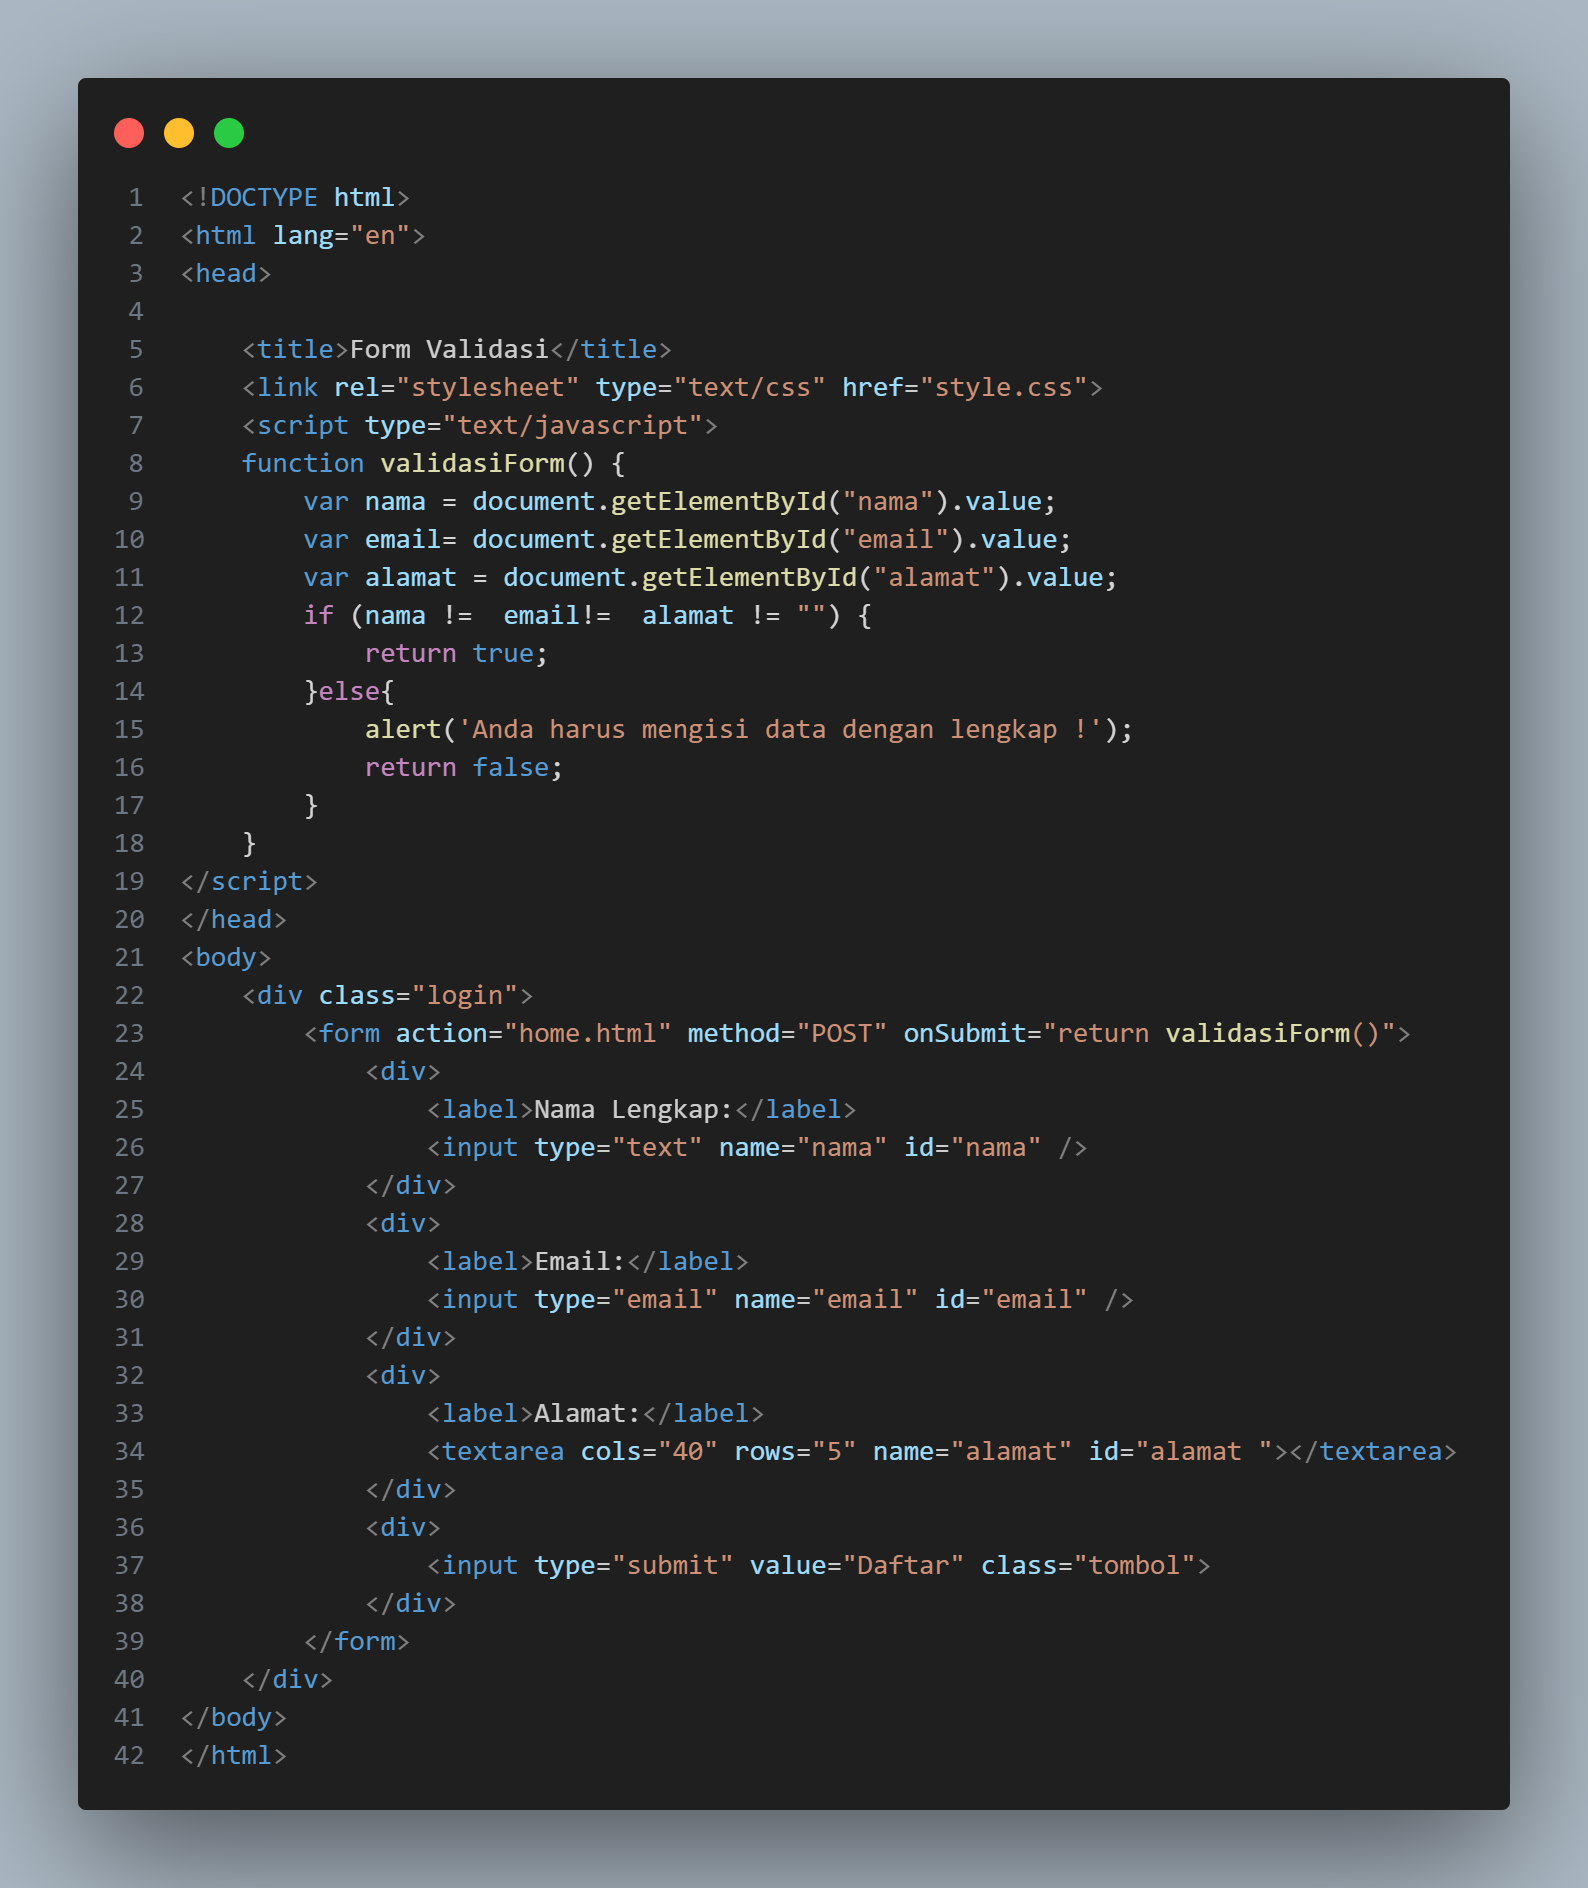 1 <!DOCTYPE html>
2 <html lang="en">
3 <head>
4
5     <title>Form Validasi</title>
6     <link rel="stylesheet" type="text/css" href="style.css">
7     <script type="text/javascript">
8     function validasiForm() {
9         var nama = document.getElementById("nama").value;
10         var email= document.getElementById("email").value;
11         var alamat = document.getElementById("alamat").value;
12         if (nama !=  email!=  alamat != "") {
13             return true;
14         }else{
15             alert('Anda harus mengisi data dengan lengkap !');
16             return false;
17         }
18     }
19 </script>
20 </head>
21 <body>
22     <div class="login">
23         <form action="home.html" method="POST" onSubmit="return validasiForm()">
24             <div>
25                 <label>Nama Lengkap:</label>
26                 <input type="text" name="nama" id="nama" />
27             </div>
28             <div>
29                 <label>Email:</label>
30                 <input type="email" name="email" id="email" />
31             </div>
32             <div>
33                 <label>Alamat:</label>
34                 <textarea cols="40" rows="5" name="alamat" id="alamat "></textarea>
35             </div>
36             <div>
37                 <input type="submit" value="Daftar" class="tombol">
38             </div>
39         </form>
40     </div>
41 </body>
42 </html>